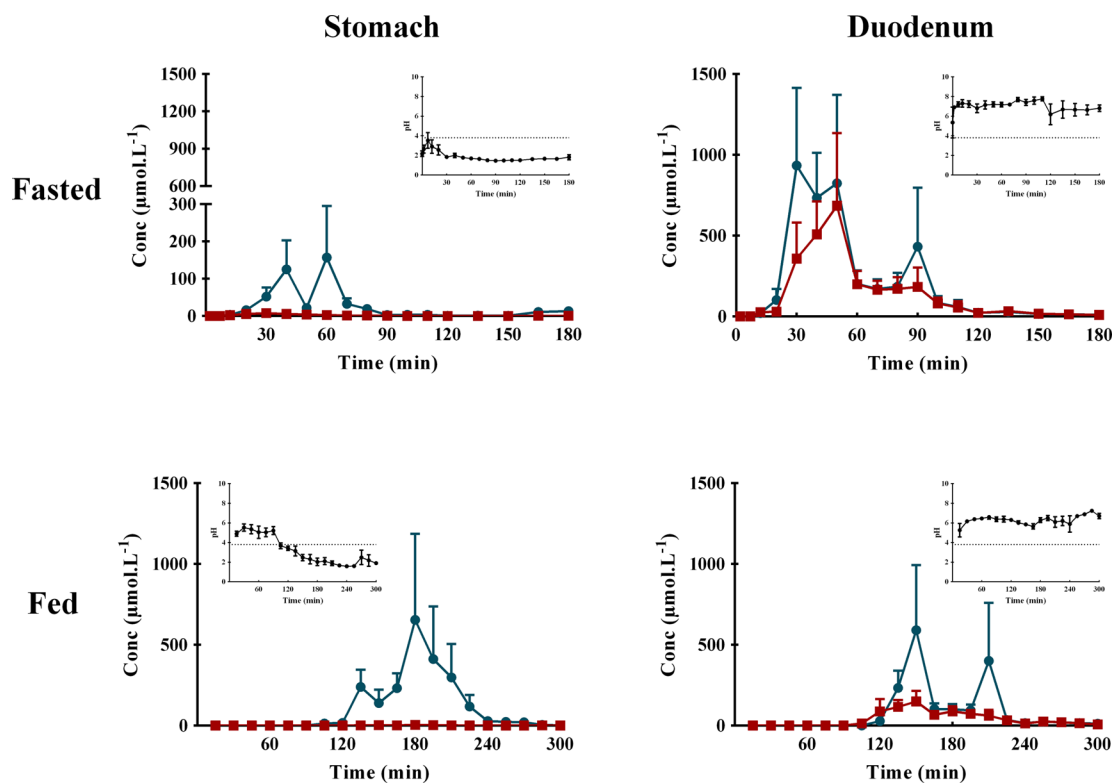 Stomach Duodenum
Fasted
Conc (µmol.L⁻¹)
1500
1200
900
600
300
200
100
0
30 60 90 120 150 180
Time (min)
pH
10
8
6
4
2
0
0 30 60 90 120 150 180
Time (min)
Conc (µmol.L⁻¹)
1500
1000
500
0
0 30 60 90 120 150 180
Time (min)
pH
10
8
6
4
2
0
0 30 60 90 120 150 180
Time (min)
Fed
Conc (µmol.L⁻¹)
1500
1000
500
0
60 120 180 240 300
Time (min)
pH
10
8
6
4
2
0
60 120 180 240 300
Time (min)
Conc (µmol.L⁻¹)
1500
1000
500
0
60 120 180 240 300
Time (min)
pH
10
8
6
4
2
0
60 120 180 240 300
Time (min)